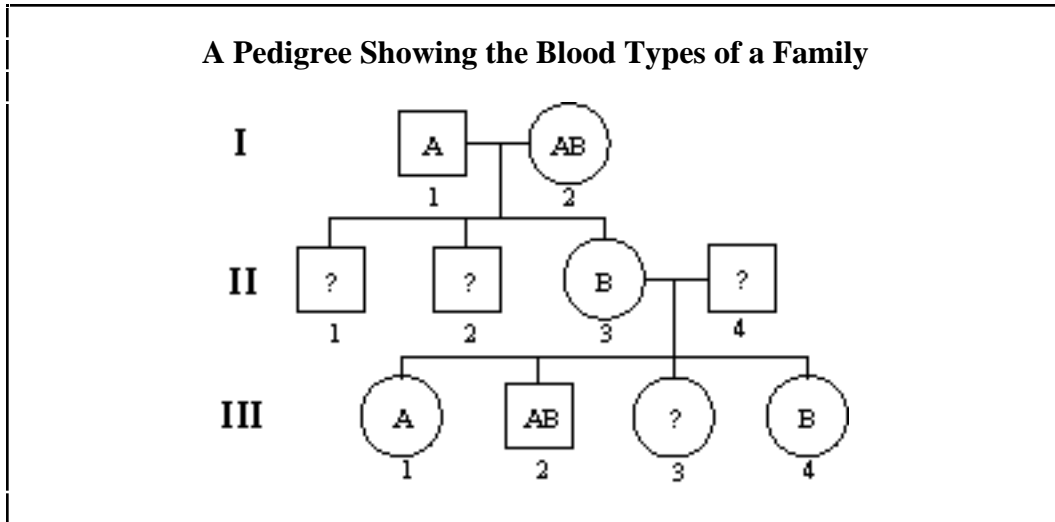 A Pedigree Showing the Blood Types of a Family
I A AB
1 2
II ? ? B ?
1 2 3 4
III A AB ? B
1 2 3 4